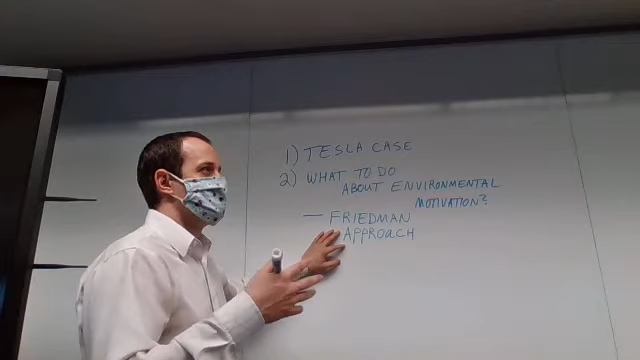 1) TESLA CASE
2) WHAT TO DO
ABOUT ENVIRONMENTAL
MOTIVATION?
— FRIEDMAN
APPROACH